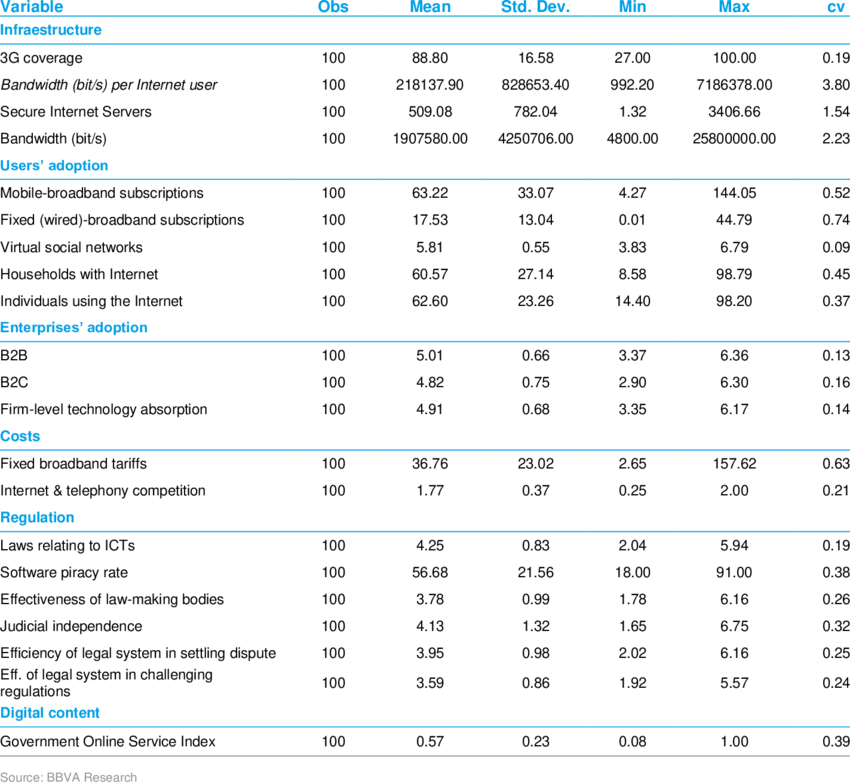 Variable Obs Mean Std. Dev. Min Max cv
Infraestructure
3G coverage 100 88.80 16.58 27.00 100.00 0.19
Bandwidth (bit/s) per Internet user 100 218137.90 828653.40 992.20 7186378.00 3.80
Secure Internet Servers 100 509.08 782.04 1.32 3406.66 1.54
Bandwidth (bit/s) 100 1907580.00 4250706.00 4800.00 25800000.00 2.23
Users’ adoption
Mobile-broadband subscriptions 100 63.22 33.07 4.27 144.05 0.52
Fixed (wired)-broadband subscriptions 100 17.53 13.04 0.01 44.79 0.74
Virtual social networks 100 5.81 0.55 3.83 6.79 0.09
Households with Internet 100 60.57 27.14 8.58 98.79 0.45
Individuals using the Internet 100 62.60 23.26 14.40 98.20 0.37
Enterprises’ adoption
B2B 100 5.01 0.66 3.37 6.36 0.13
B2C 100 4.82 0.75 2.90 6.30 0.16
Firm-level technology absorption 100 4.91 0.68 3.35 6.17 0.14
Costs
Fixed broadband tariffs 100 36.76 23.02 2.65 157.62 0.63
Internet & telephony competition 100 1.77 0.37 0.25 2.00 0.21
Regulation
Laws relating to ICTs 100 4.25 0.83 2.04 5.94 0.19
Software piracy rate 100 56.68 21.56 18.00 91.00 0.38
Effectiveness of law-making bodies 100 3.78 0.99 1.78 6.16 0.26
Judicial independence 100 4.13 1.32 1.65 6.75 0.32
Efficiency of legal system in settling dispute 100 3.95 0.98 2.02 6.16 0.25
Eff. of legal system in challenging
regulations 100 3.59 0.86 1.92 5.57 0.24
Digital content
Government Online Service Index 100 0.57 0.23 0.08 1.00 0.39
Source: BBVA Research